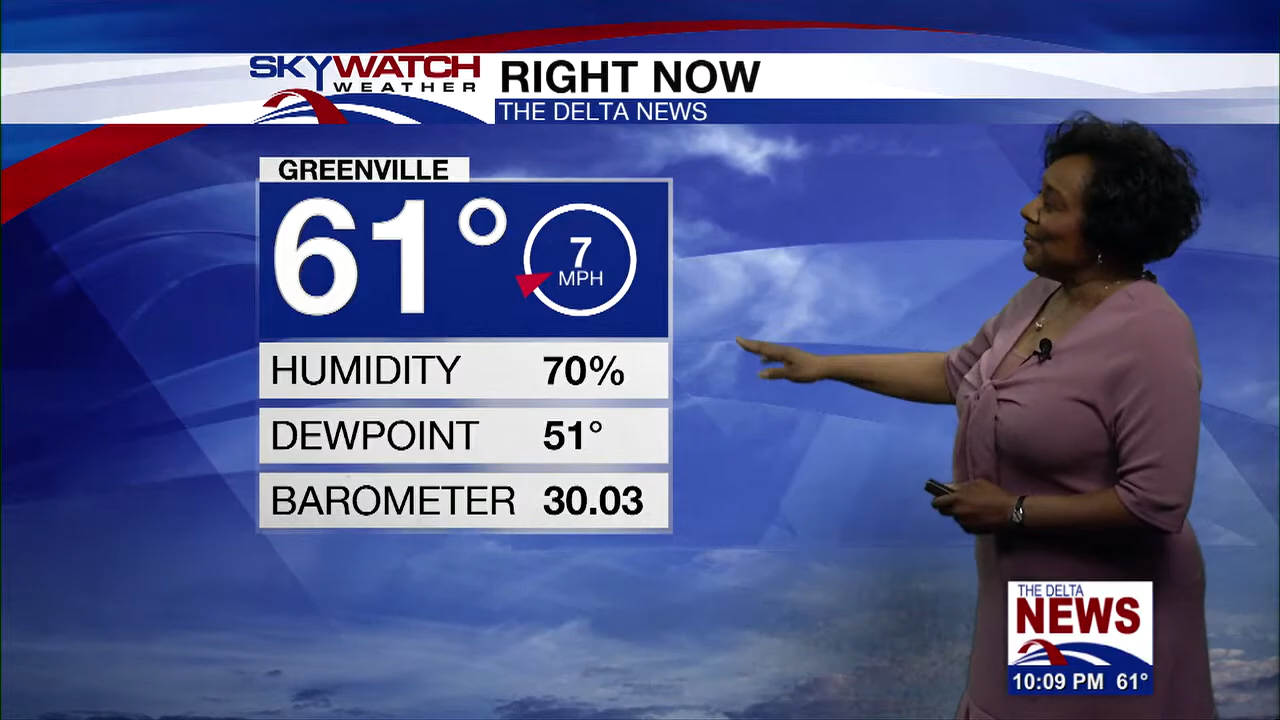 SKYWATCH
WEATHER
RIGHT NOW
THE DELTA NEWS
GREENVILLE
61°
7
MPH
HUMIDITY 70%
DEWPOINT 51°
BAROMETER 30.03
THE DELTA
NEWS
10:09 PM 61°